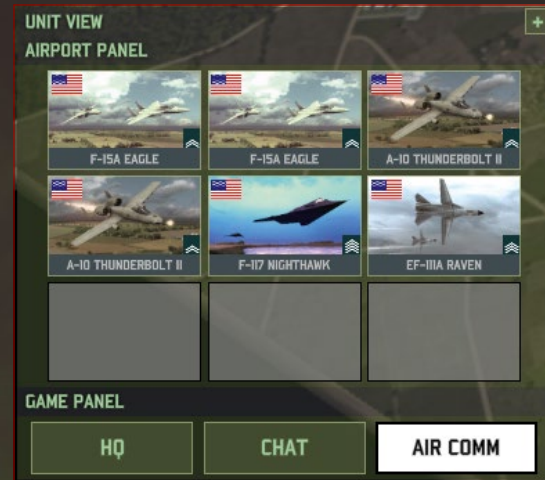 UNIT VIEW
+
AIRPORT PANEL
F-15A EAGLE
F-15A EAGLE
A-10 THUNDERBOLT II
A-10 THUNDERBOLT II
F-117 NIGHTHAWK
EF-111A RAVEN
GAME PANEL
HQ
CHAT
AIR COMM